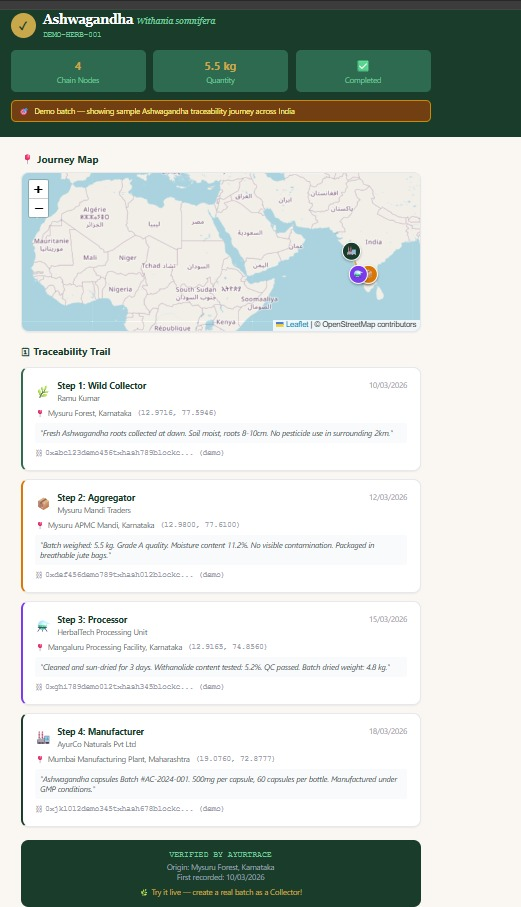 ✓
Ashwagandha Withania somnifera
DEMO-HERB-001
4
Chain Nodes
5.5 kg
Quantity
✅
Completed
Demo batch — showing sample Ashwagandha traceability journey across India
Journey Map
+
−
Algérie
الجزائر
ليبيا
مصر
العراق
افغانستان
ایران
پاکستان
السعودية
عمان
India
Mauritanie
موريتانيا
Mali
Niger
Tchad تشاد
السودان
اليمن
Nigeria
South Sudan
جنوب السودان
Soomaaliya
الصومال
Kenya
République
Leaflet | © OpenStreetMap contributors
Traceability Trail
Step 1: Wild Collector
10/03/2026
Ramu Kumar
Mysuru Forest, Karnataka (12.9716, 77.5946)
"Fresh Ashwagandha roots collected at dawn. Soil moist, roots 8-10cm. No pesticide use in surrounding 2km."
0xabc123demo456txhash789blockc... (demo)
Step 2: Aggregator
12/03/2026
Mysuru Mandi Traders
Mysuru APMC Mandi, Karnataka (12.9800, 77.6100)
"Batch weighed: 5.5 kg. Grade A quality. Moisture content 11.2%. No visible contamination. Packaged in
breathable jute bags."
0xdef456demo789txhash012blockc... (demo)
Step 3: Processor
15/03/2026
HerbalTech Processing Unit
Mangaluru Processing Facility, Karnataka (12.9165, 74.8560)
"Cleaned and sun-dried for 3 days. Withanolide content tested: 5.2%. QC passed. Batch dried weight: 4.8 kg."
0xghi789demo012txhash345blockc... (demo)
Step 4: Manufacturer
18/03/2026
AyurCo Naturals Pvt Ltd
Mumbai Manufacturing Plant, Maharashtra (19.0760, 72.8777)
"Ashwagandha capsules Batch #AC-2024-001. 500mg per capsule, 60 capsules per bottle. Manufactured under
GMP conditions."
0xjkl012demo345txhash678blockc... (demo)
VERIFIED BY AYURTRACE
Origin: Mysuru Forest, Karnataka
First recorded: 10/03/2026
Try it live — create a real batch as a Collector!